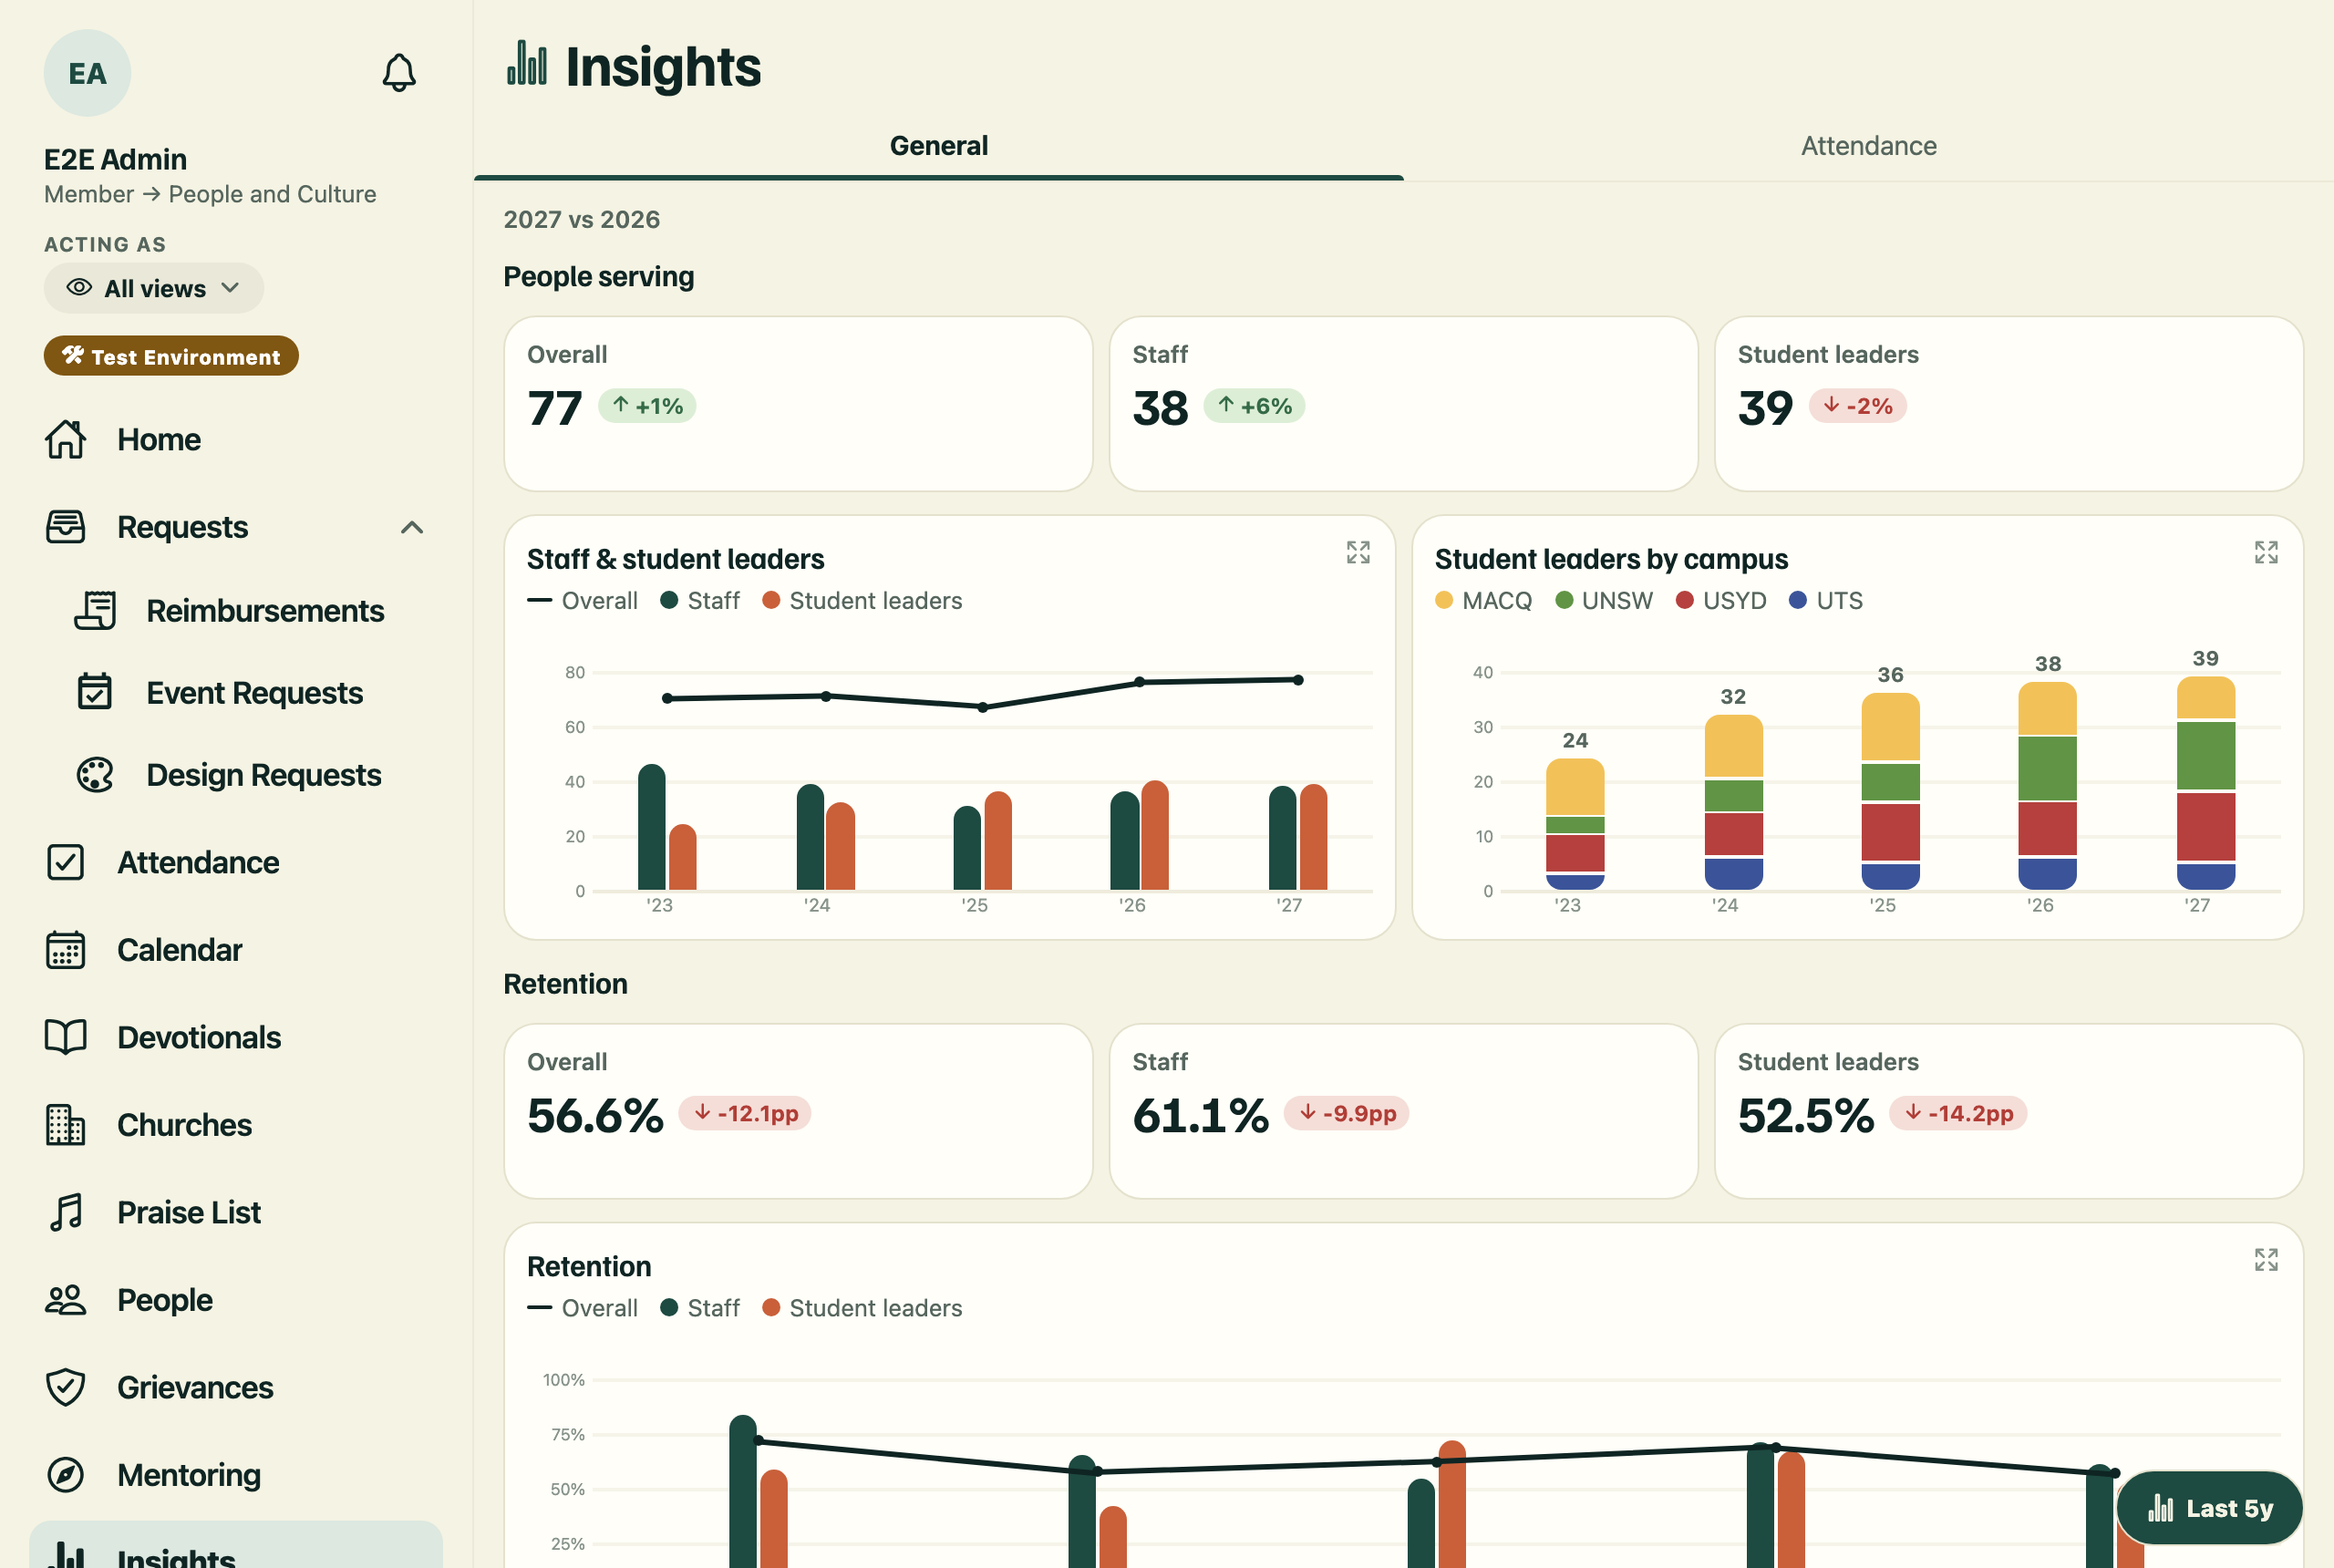 EA
E2E Admin
Member → People and Culture
ACTING AS
All views
Test Environment
Home
Requests
Reimbursements
Event Requests
Design Requests
Attendance
Calendar
Devotionals
Churches
Praise List
People
Grievances
Mentoring
Insights
Insights
General
Attendance
2027 vs 2026
People serving
Overall
77 ↑ +1%
Staff
38 ↑ +6%
Student leaders
39 ↓ -2%
Staff & student leaders
Overall Staff Student leaders
80
60
40
20
0
'23 '24 '25 '26 '27
Student leaders by campus
MACQ UNSW USYD UTS
24 32 36 38 39
40
30
20
10
0
'23 '24 '25 '26 '27
Retention
Overall
56.6% ↓ -12.1pp
Staff
61.1% ↓ -9.9pp
Student leaders
52.5% ↓ -14.2pp
Retention
Overall Staff Student leaders
100%
75%
50%
25%
Last 5y